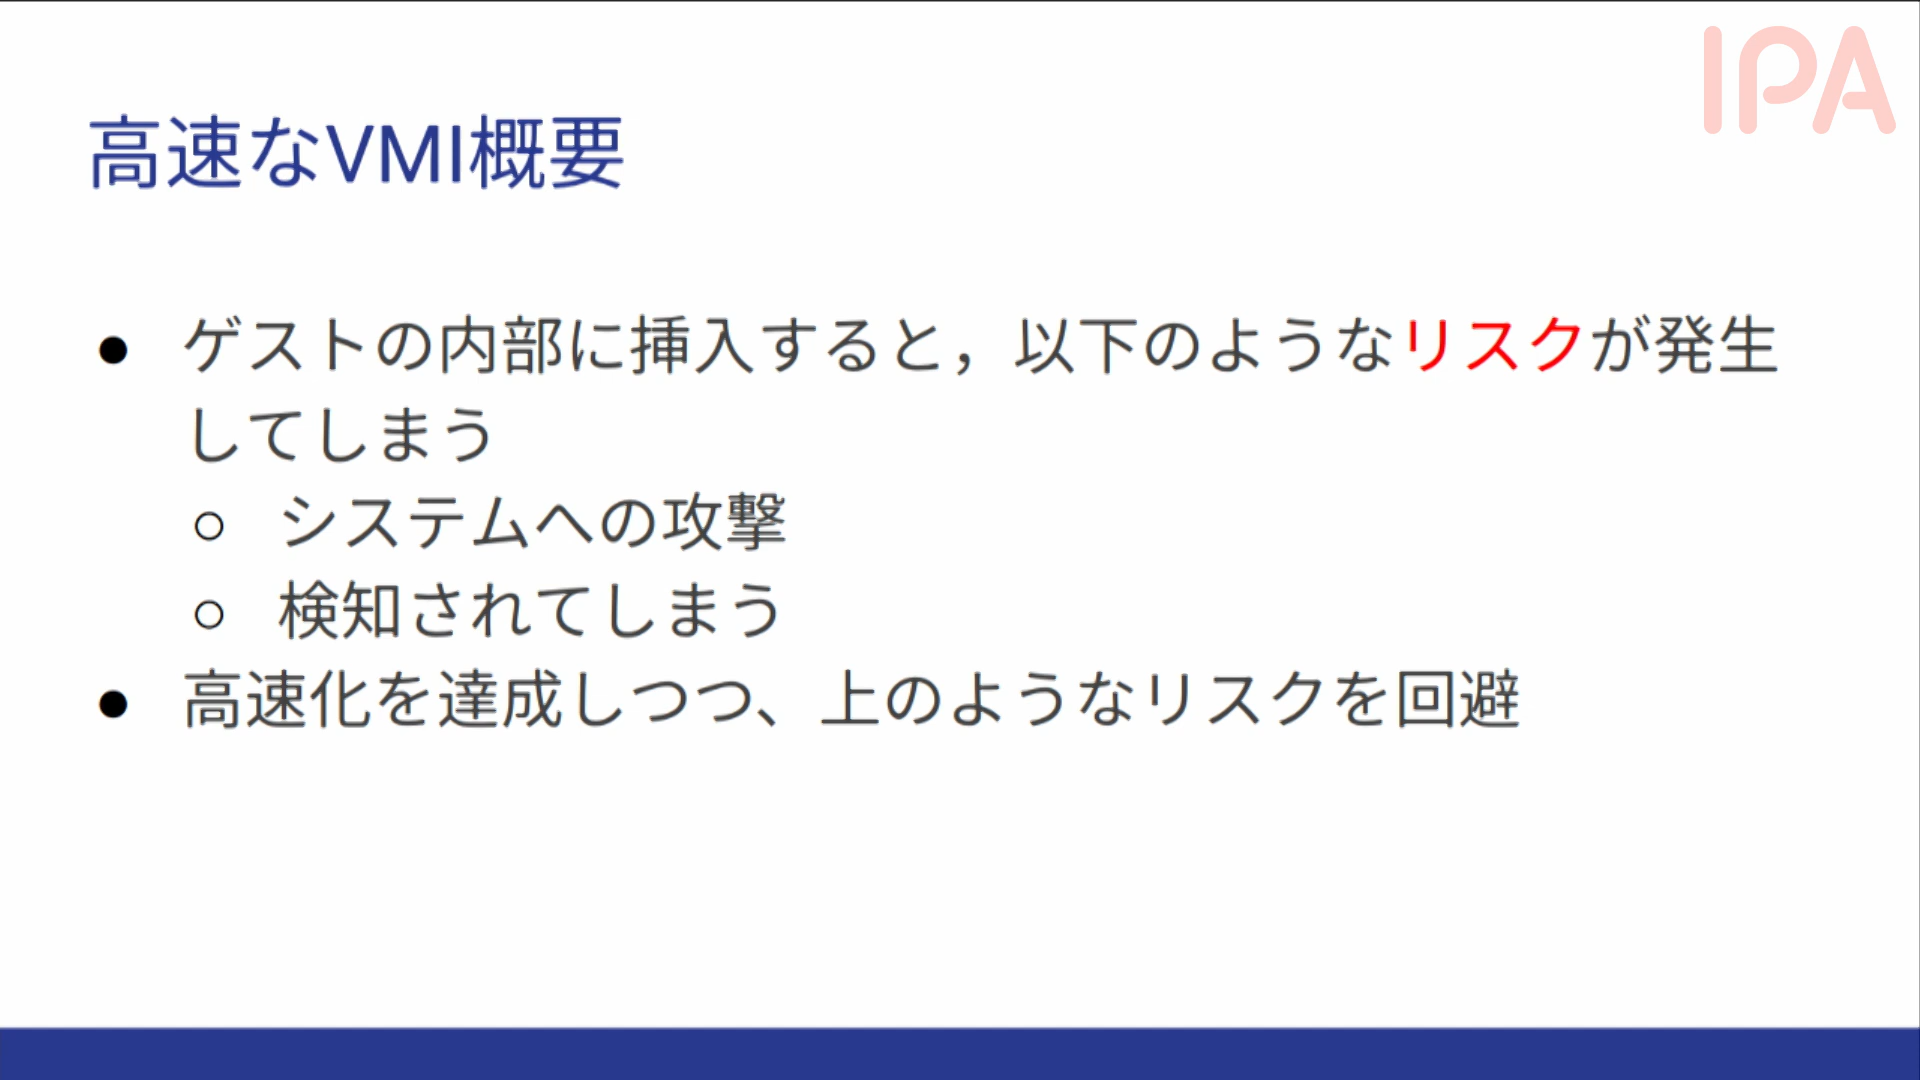 IPA
高速なVMI概要
● ゲストの内部に挿入すると，以下のようなリスクが発生
してしまう
○ システムへの攻撃
○ 検知されてしまう
● 高速化を達成しつつ、上のようなリスクを回避